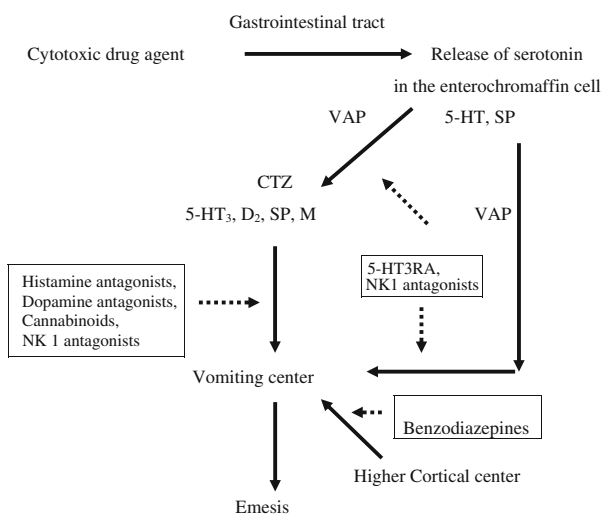 Gastrointestinal tract
Cytotoxic drug agent
Release of serotonin
in the enterochromaffin cell
VAP
5-HT, SP
CTZ
5-HT₃, D₂, SP, M
VAP
Histamine antagonists,
Dopamine antagonists,
Cannabinoids,
NK 1 antagonists
5-HT3RA,
NK1 antagonists
Vomiting center
Benzodiazepines
Higher Cortical center
Emesis